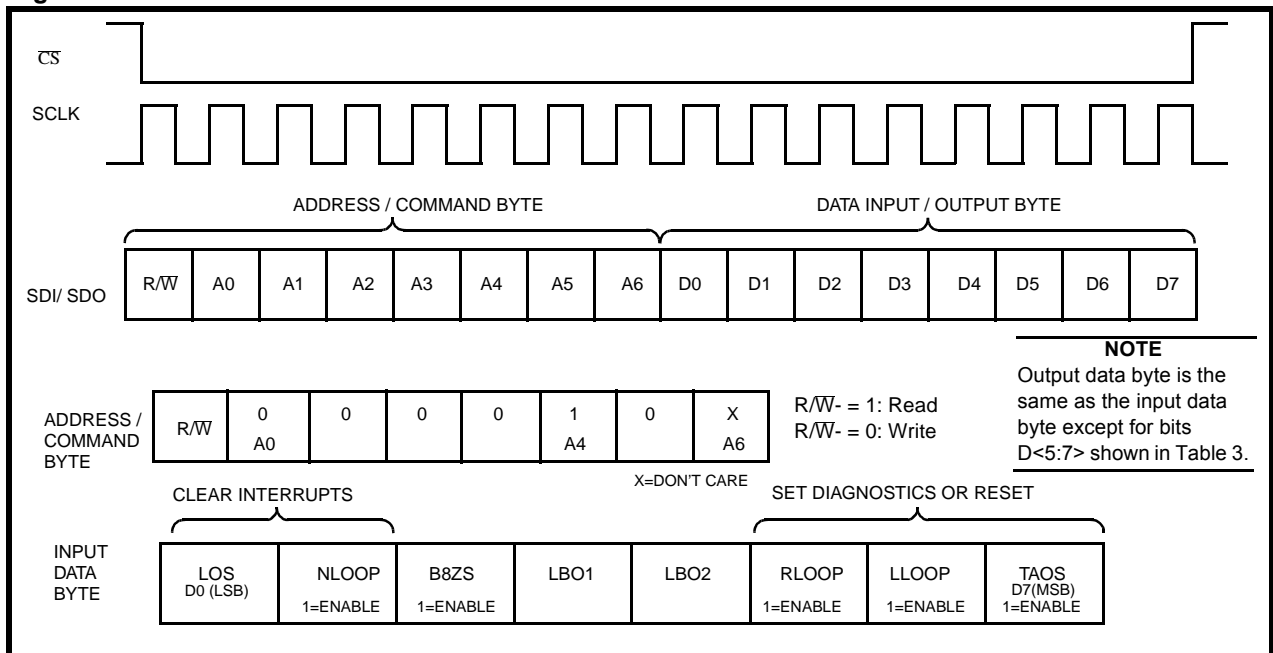 CS
SCLK
ADDRESS / COMMAND BYTE
DATA INPUT / OUTPUT BYTE
SDI/ SDO
R/W A0 A1 A2 A3 A4 A5 A6 D0 D1 D2 D3 D4 D5 D6 D7
NOTE
Output data byte is the
same as the input data
byte except for bits
D<5:7> shown in Table 3.
ADDRESS /
COMMAND
BYTE
R/W 0 0 0 0 1 0 X
A0 A4 A6
R/W- = 1: Read
R/W- = 0: Write
X=DON'T CARE
CLEAR INTERRUPTS
SET DIAGNOSTICS OR RESET
INPUT
DATA
BYTE
LOS NLOOP B8ZS LBO1 LBO2 RLOOP LLOOP TAOS
D0 (LSB) D7(MSB)
1=ENABLE 1=ENABLE 1=ENABLE 1=ENABLE 1=ENABLE